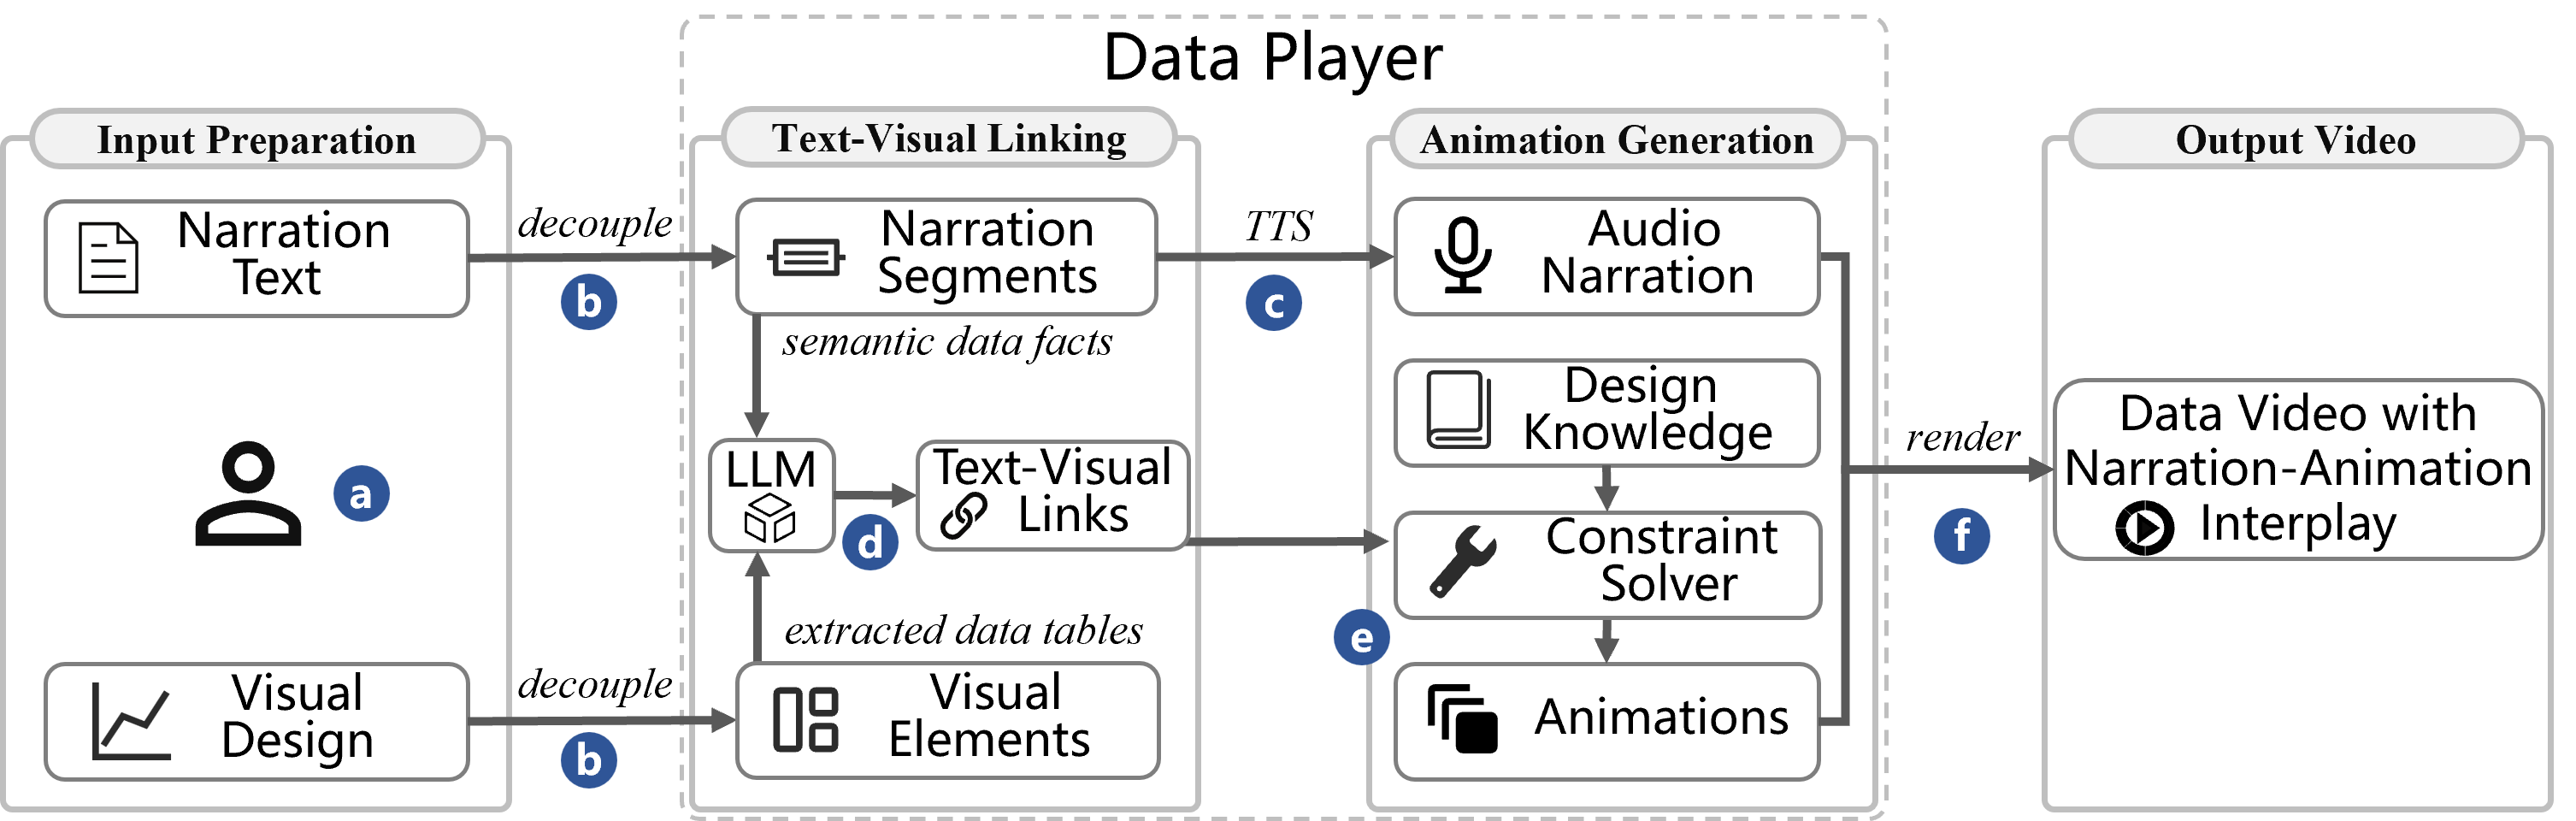 Data Player
Input Preparation
Narration
Text
a
Visual
Design
decouple
b
decouple
b
Text-Visual Linking
Narration
Segments
semantic data facts
LLM
d
Text-Visual
Links
extracted data tables
Visual
Elements
TTS
c
Animation Generation
Audio
Narration
Design
Knowledge
Constraint
Solver
e
Animations
render
f
Output Video
Data Video with
Narration-Animation
Interplay